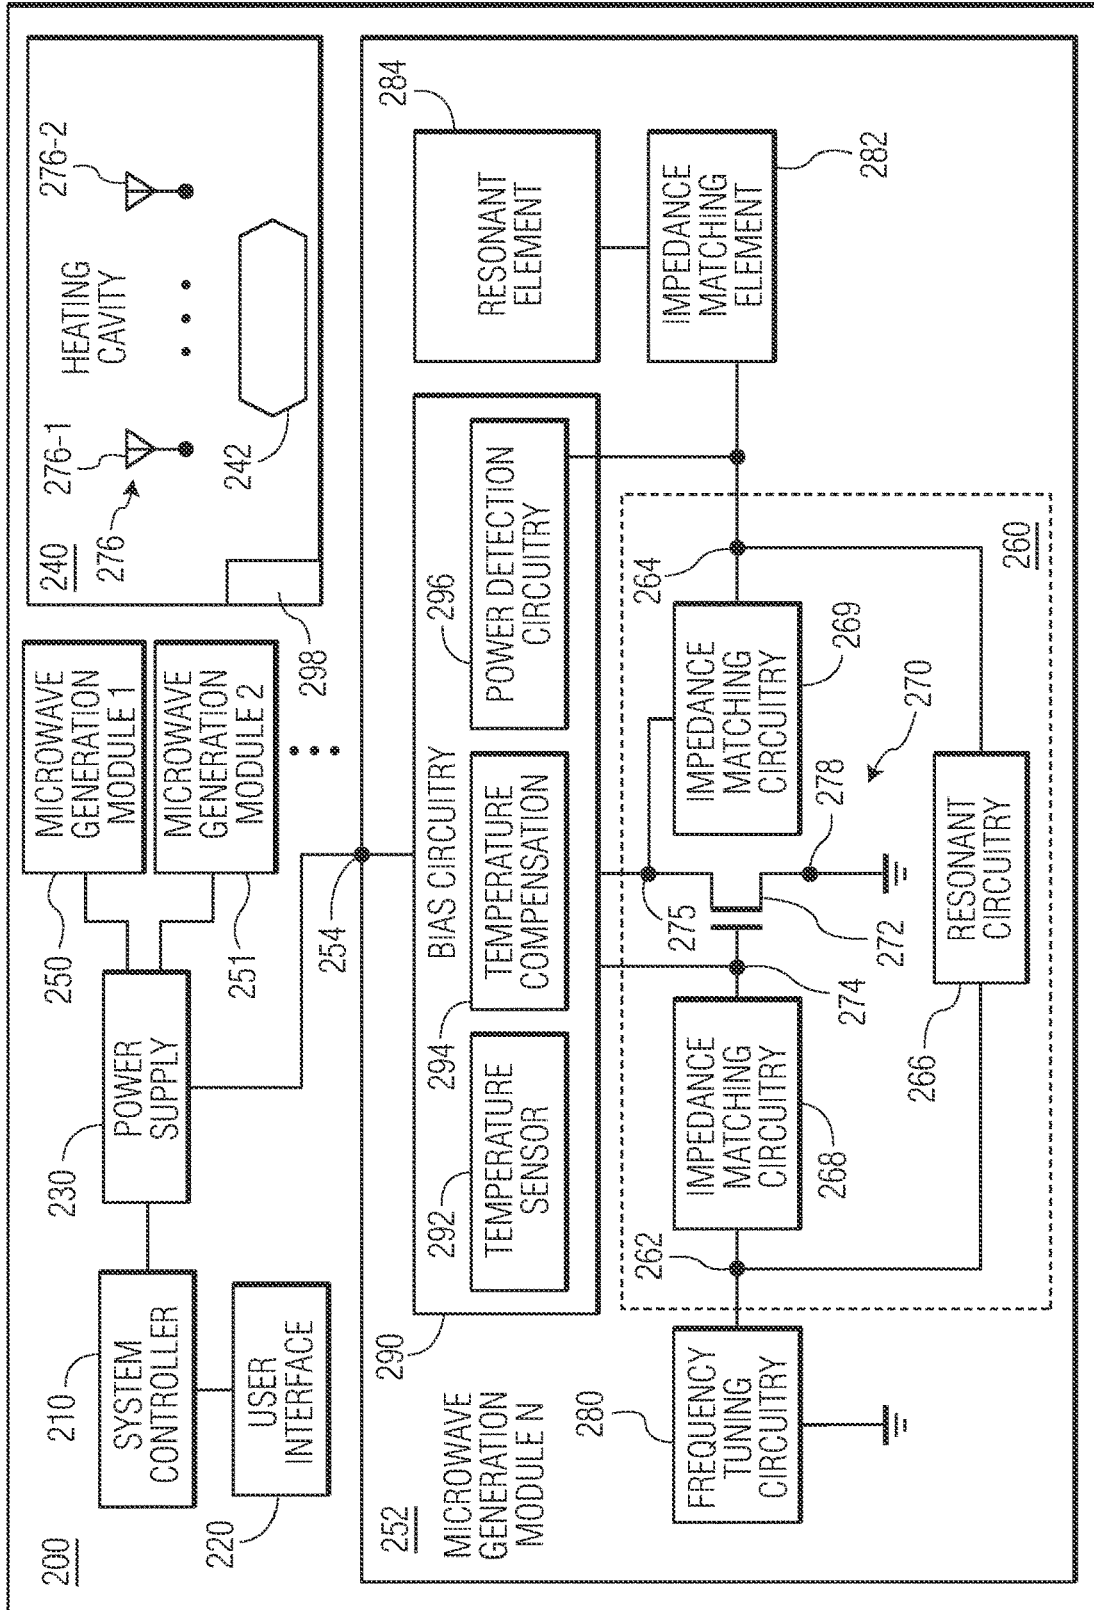 200
210
SYSTEM
CONTROLLER
220
USER
INTERFACE
230
POWER
SUPPLY
250
MICROWAVE
GENERATION
MODULE 1
251
MICROWAVE
GENERATION
MODULE 2
240
276
276-1
276-2
HEATING
CAVITY
242
298
252
MICROWAVE
GENERATION
MODULE N
254
290
BIAS CIRCUITRY
292
TEMPERATURE
SENSOR
294
TEMPERATURE
COMPENSATION
296
POWER DETECTION
CIRCUITRY
284
RESONANT
ELEMENT
IMPEDANCE
MATCHING
ELEMENT
282
280
FREQUENCY
TUNING
CIRCUITRY
262
IMPEDANCE
MATCHING
CIRCUITRY
268
274
275
272
278
270
IMPEDANCE
MATCHING
CIRCUITRY
269
264
260
266
RESONANT
CIRCUITRY